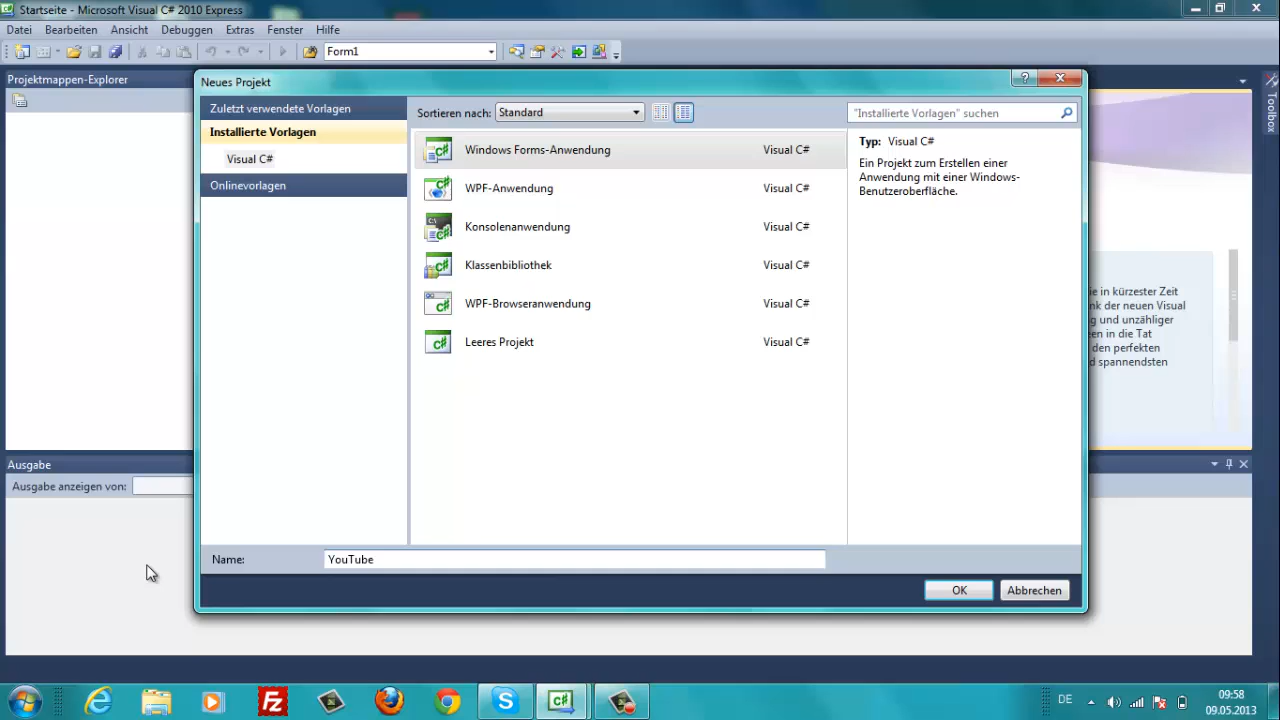 Startseite - Microsoft Visual C# 2010 Express
Datei Bearbeiten Ansicht Debuggen Extras Fenster Hilfe
Form1
Projektmappen-Explorer
Toolbox
Neues Projekt
Zuletzt verwendete Vorlagen
Installierte Vorlagen
Visual C#
Onlinevorlagen
Sortieren nach: Standard
"Installierte Vorlagen" suchen
Windows Forms-Anwendung Visual C#
WPF-Anwendung Visual C#
Konsolenanwendung Visual C#
Klassenbibliothek Visual C#
WPF-Browseranwendung Visual C#
Leeres Projekt Visual C#
Typ: Visual C#
Ein Projekt zum Erstellen einer
Anwendung mit einer Windows-
Benutzeroberfläche.
ie in kürzester Zeit
nk der neuen Visual
g und unzähliger
een in die Tat
den perfekten
d spannendsten
Name: YouTube
OK Abbrechen
Ausgabe
Ausgabe anzeigen von:
DE
09:58
09.05.2013